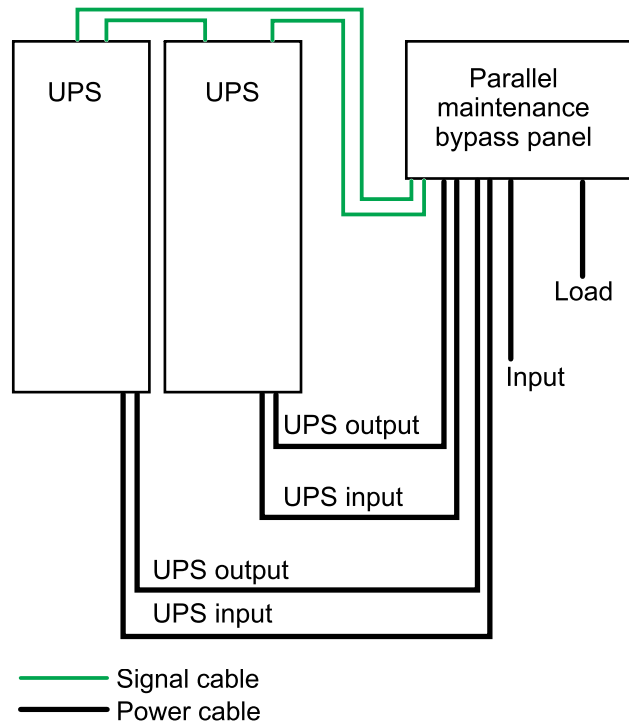 UPS
UPS
Parallel
maintenance
bypass panel
Load
Input
UPS output
UPS input
UPS output
UPS input
Signal cable
Power cable